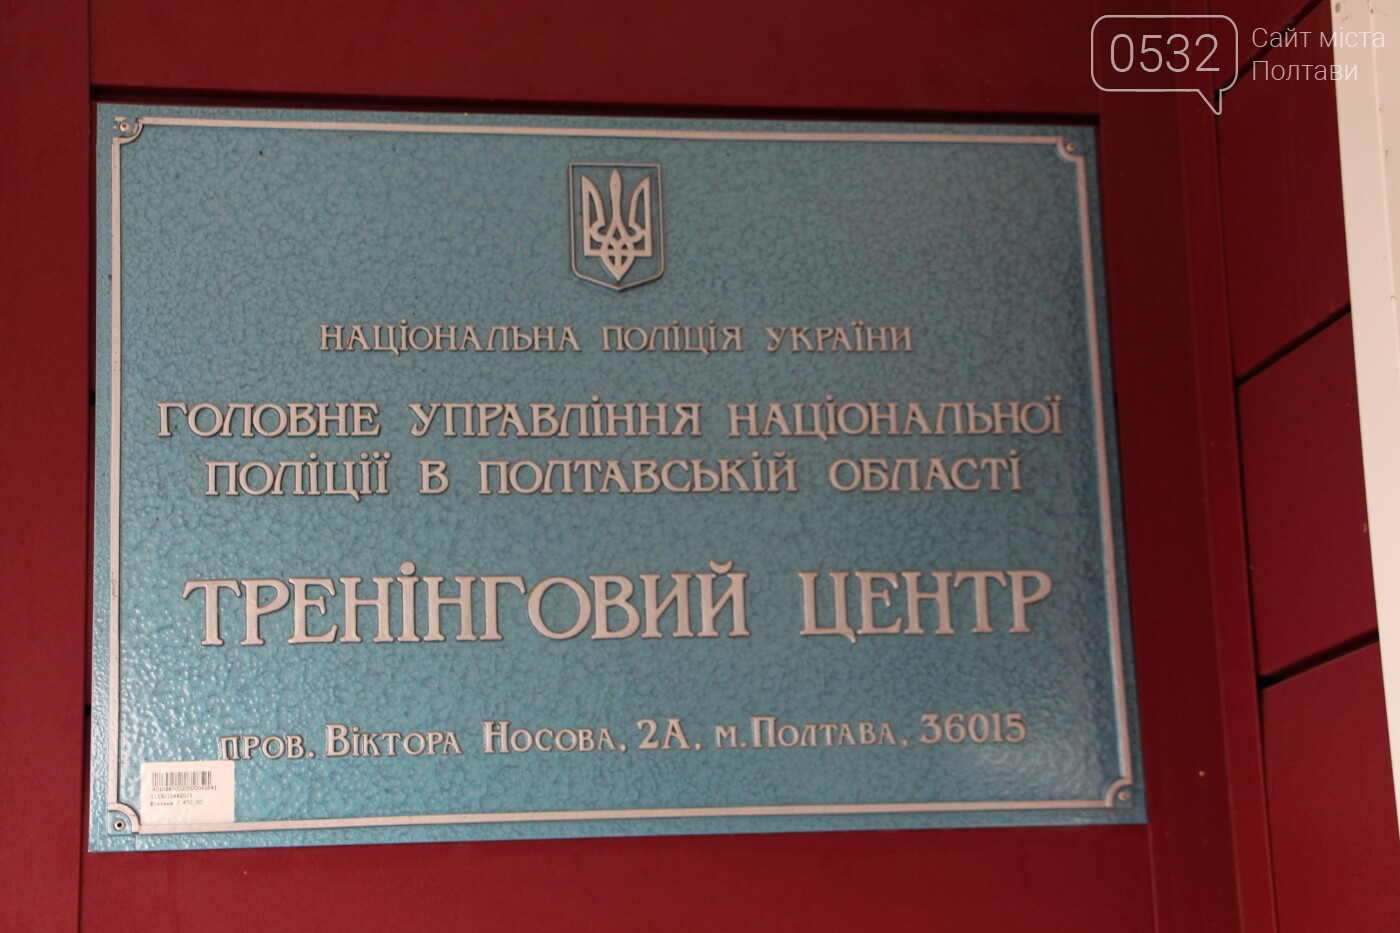 0532
Сайт міста
Полтави
НАЦІОНАЛЬНА ПОЛІЦІЯ УКРАЇНИ
ГОЛОВНЕ УПРАВЛІННЯ НАЦІОНАЛЬНОЇ
ПОЛІЦІЇ В ПОЛТАВСЬКІЙ ОБЛАСТІ
ТРЕНІНГОВИЙ ЦЕНТР
пров. Віктора Носова, 2А, м. Полтава, 36015